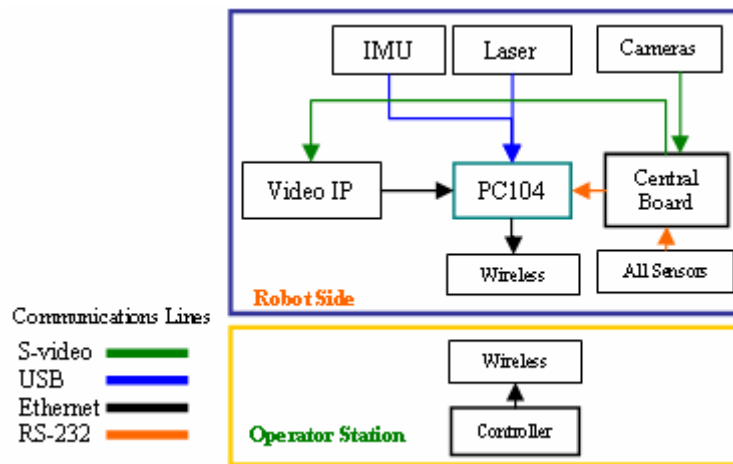 IMU
Laser
Cameras
Video IP
PC104
Central
Board
Wireless
All Sensors
Robot Side
Communications Lines
S-video
USB
Ethernet
RS-232
Wireless
Controller
Operator Station